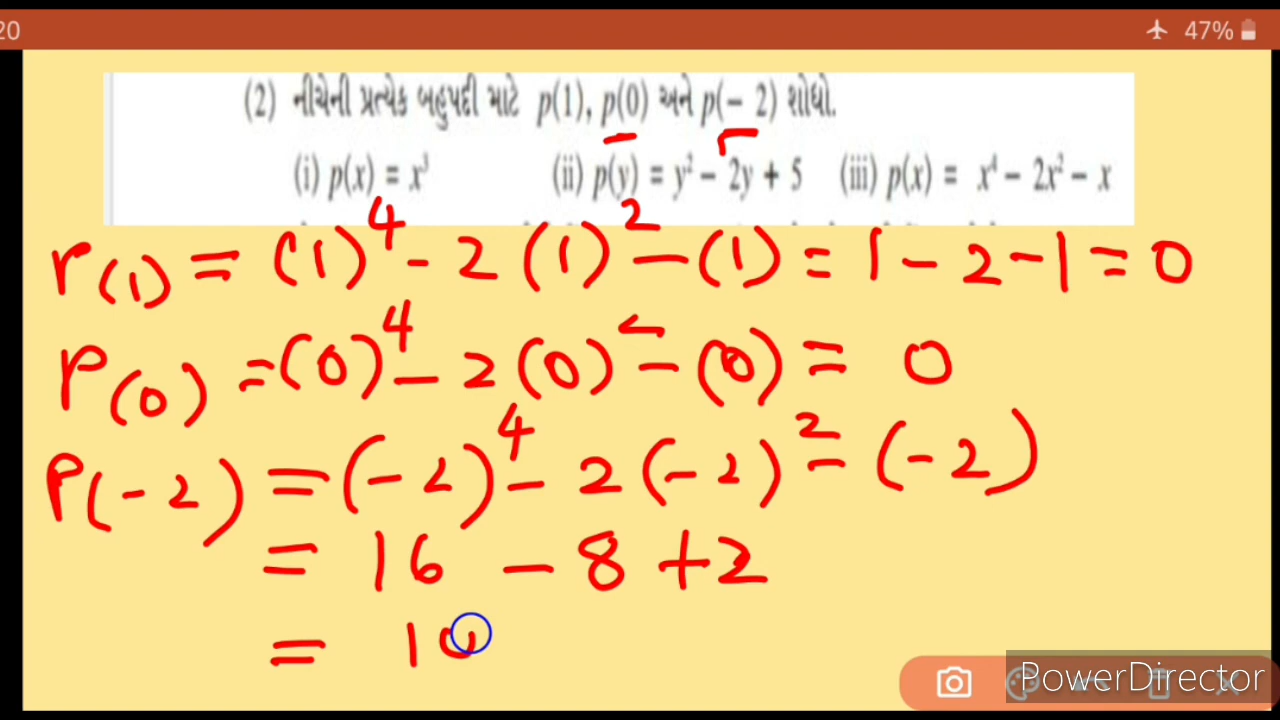 20
47%
(2) નીચેની પ્રત્યેક બહુપદી માટે p(1), p(0) અને p(– 2) શોધો.
(i) p(x) = x³ (ii) p(y) = y² – 2y + 5 (iii) p(x) = x⁴ – 2x² – x
P(1) = (1)⁴ - 2 (1)² - (1) = 1 - 2 - 1 = 0
P(0) = (0)⁴ - 2 (0)² - (0) = 0
P(-2) = (-2)⁴ - 2 (-2)² - (-2)
= 16 - 8 + 2
= 10
PowerDirector